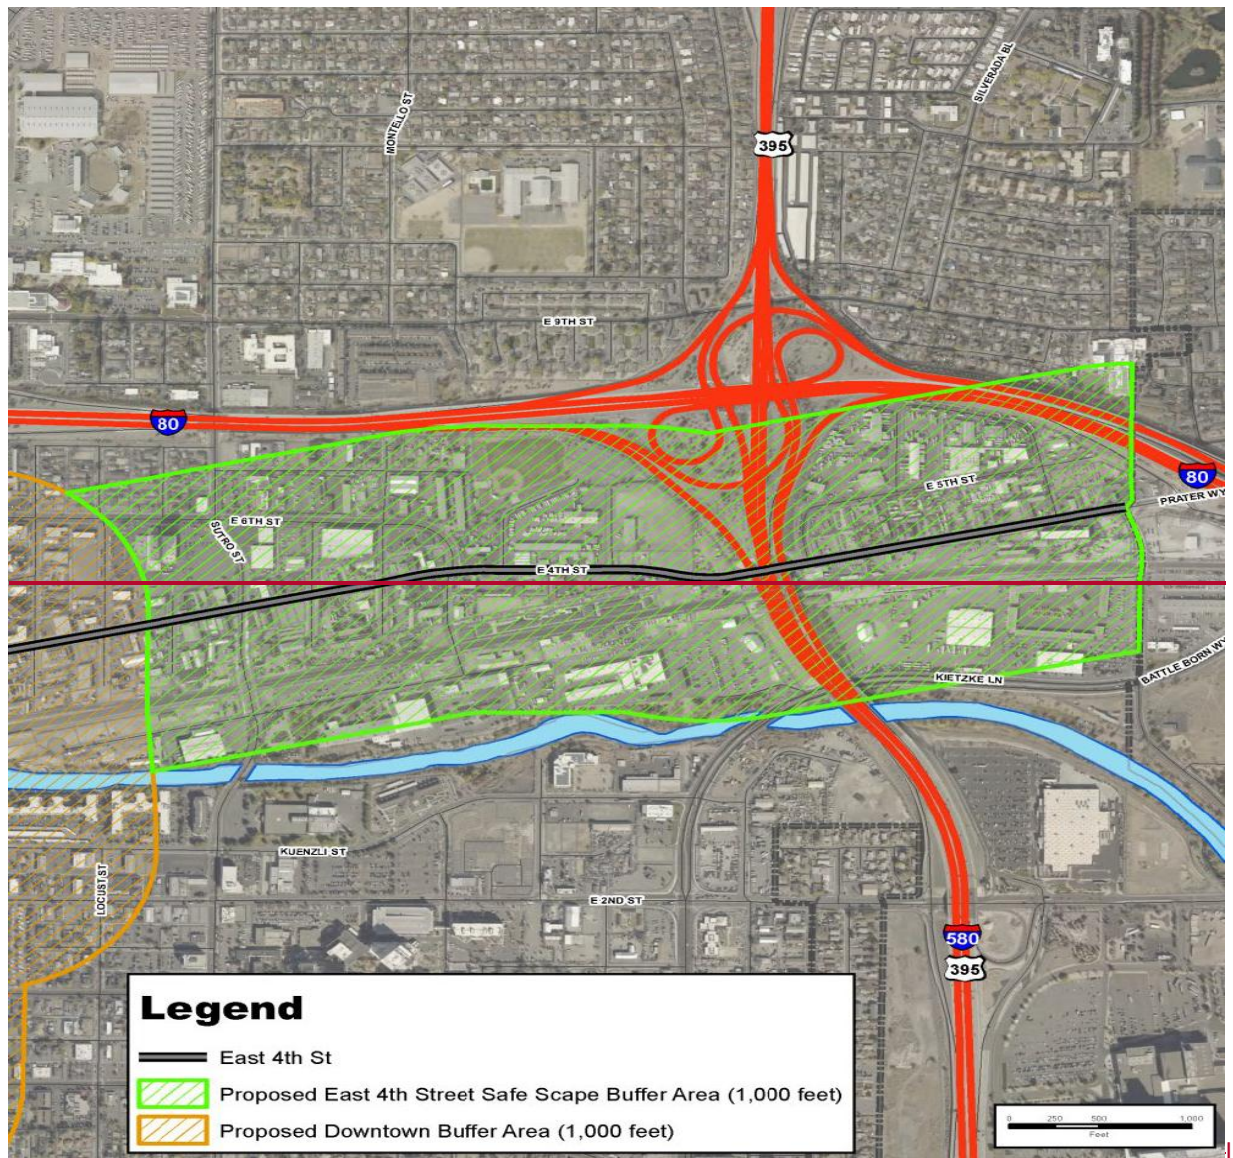 SILVERADA BL
MONTELLO ST
395
E 9TH ST
80
80
E 5TH ST
PRATER WY
E 6TH ST
SUTRO ST
E 4TH ST
BATTLE BORN WY
KIETZKE LN
KUENZLI ST
LOCUST ST
E 2ND ST
580
395
Legend
East 4th St
Proposed East 4th Street Safe Scape Buffer Area (1,000 feet)
Proposed Downtown Buffer Area (1,000 feet)
0 250 500 1,000
Feet